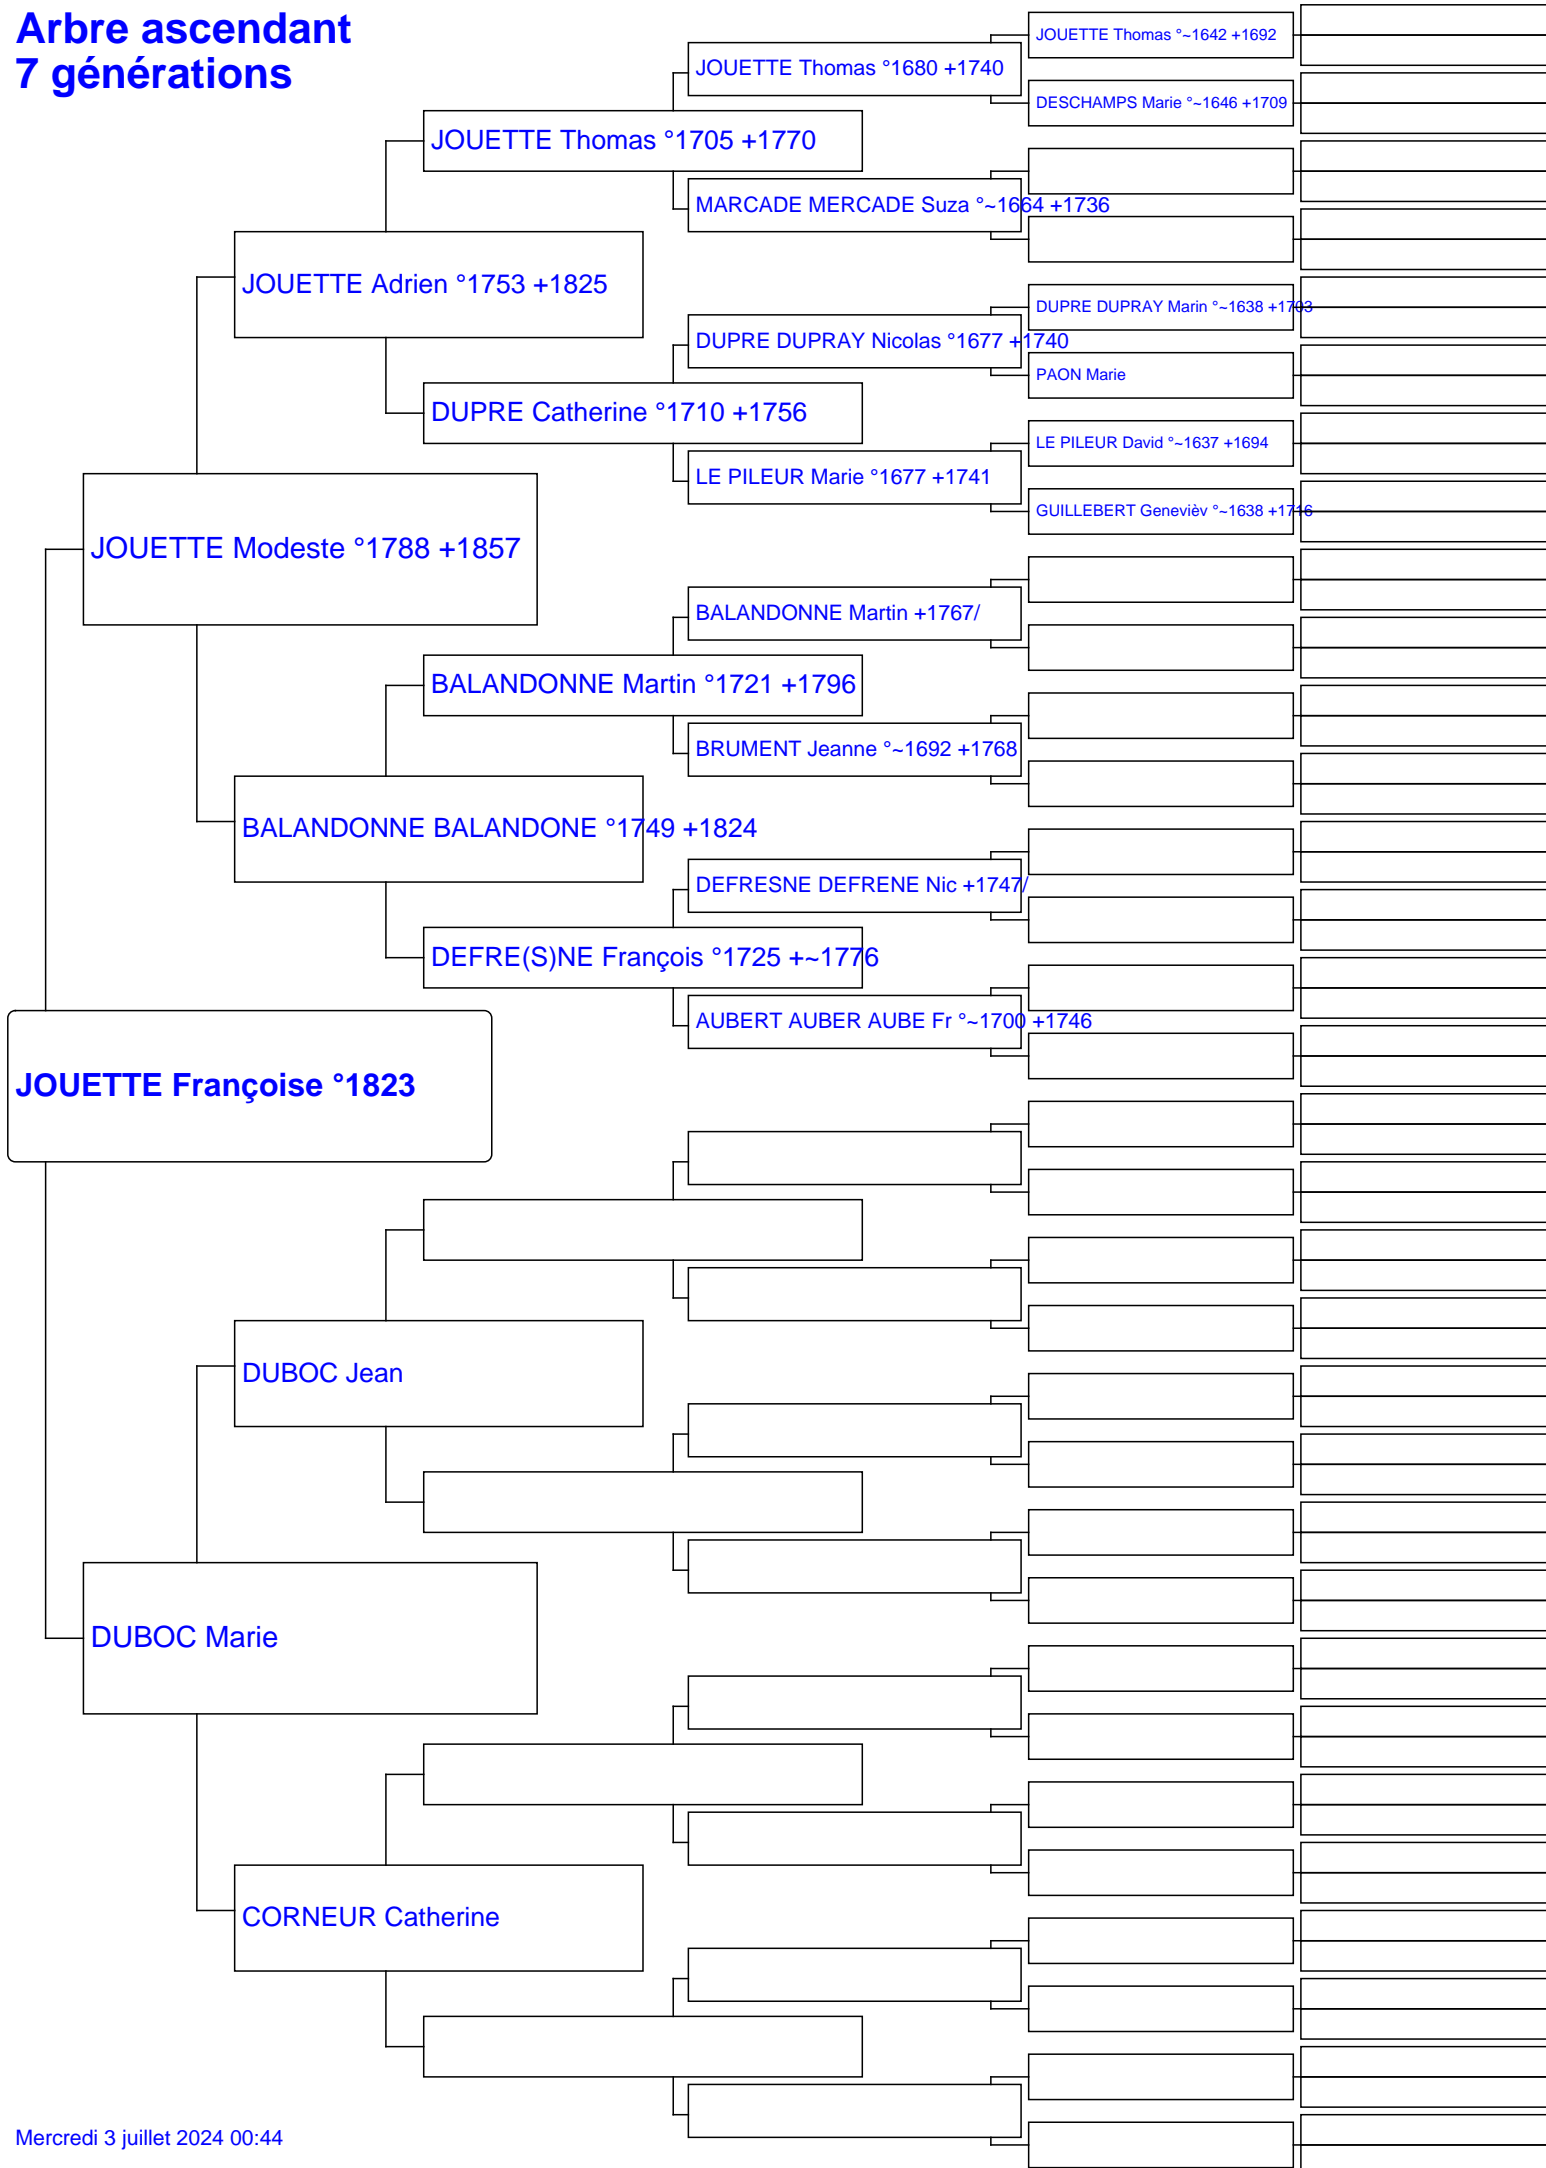 Arbre ascendant
7 générations
JOUETTE Thomas °~1642 +1692
JOUETTE Thomas °1680 +1740
DESCHAMPS Marie °~1646 +1709
JOUETTE Thomas °1705 +1770
MARCADE MERCADE Suza °~1664 +1736
JOUETTE Adrien °1753 +1825
DUPRE DUPRAY Marin °~1638 +1703
DUPRE DUPRAY Nicolas °1677 +1740
PAON Marie
DUPRE Catherine °1710 +1756
LE PILEUR David °~1637 +1694
LE PILEUR Marie °1677 +1741
GUILLEBERT Genevièv °~1638 +1716
JOUETTE Modeste °1788 +1857
BALANDONNE Martin +1767/
BALANDONNE Martin °1721 +1796
BRUMENT Jeanne °~1692 +1768
BALANDONNE BALANDONE °1749 +1824
DEFRESNE DEFRENE Nic +1747/
DEFRE(S)NE François °1725 +~1776
AUBERT AUBER AUBE Fr °~1700 +1746
JOUETTE Françoise °1823
DUBOC Jean
DUBOC Marie
CORNEUR Catherine
Mercredi 3 juillet 2024 00:44